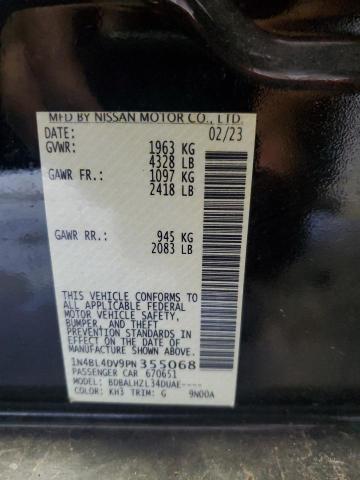 MFD BY NISSAN MOTOR CO., LTD.
DATE: 02/23
GVWR: 1963 KG
4328 LB
GAWR FR.: 1097 KG
2418 LB
GAWR RR.: 945 KG
2083 LB
THIS VEHICLE CONFORMS TO
ALL APPLICABLE FEDERAL
MOTOR VEHICLE SAFETY,
BUMPER, AND THEFT
PREVENTION STANDARDS IN
EFFECT ON THE DATE OF
MANUFACTURE SHOWN ABOVE.
1N4BL4DV9PN355068
PASSENGER CAR 670651
MODEL: BDBALHZL34DUAE----
COLOR: KH3 TRIM: G 9N00A